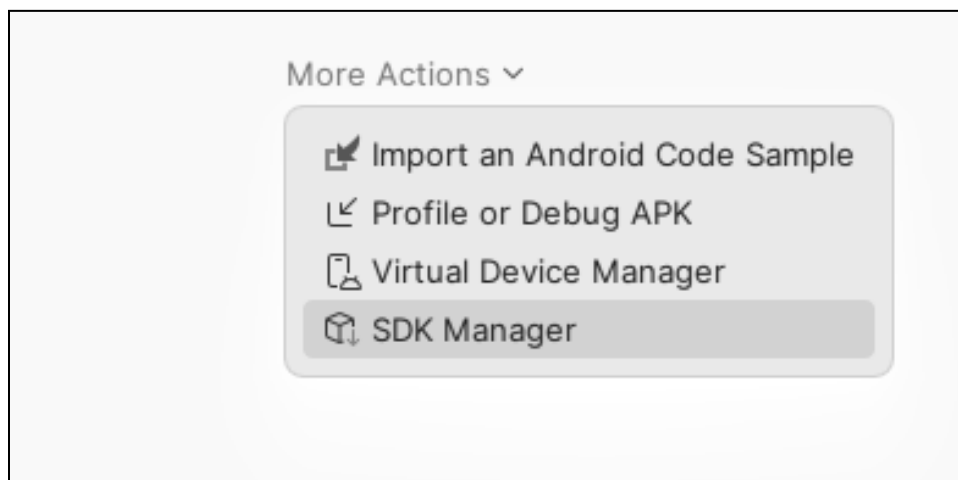 More Actions
Import an Android Code Sample
Profile or Debug APK
Virtual Device Manager
SDK Manager